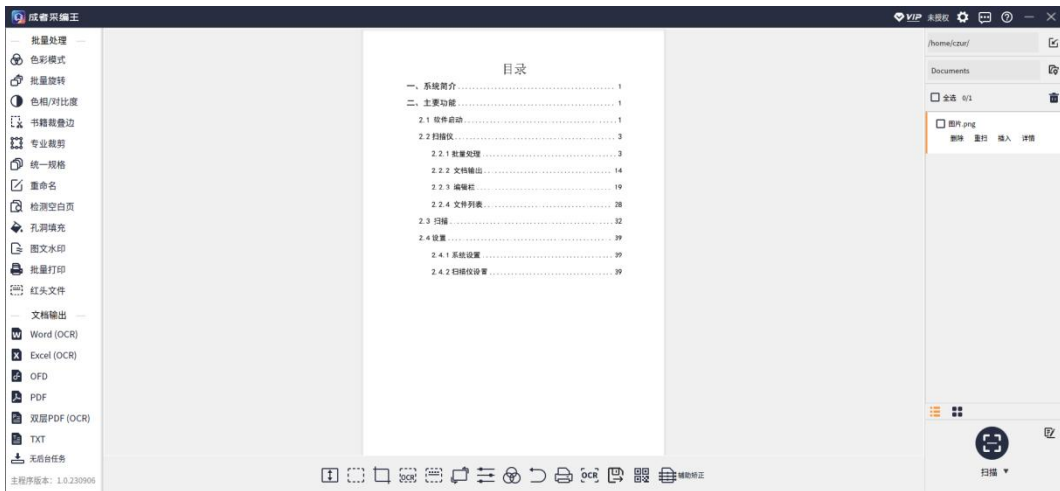 成者采编王
VIP 未授权
批量处理
色彩模式
批量旋转
色相/对比度
书籍裁叠边
专业裁剪
统一规格
重命名
检测空白页
孔洞填充
图文水印
批量打印
红头文件
文档输出
Word (OCR)
Excel (OCR)
OFD
PDF
双层PDF (OCR)
TXT
无后台任务
主程序版本: 1.0.230906
目录
一、系统简介 1
二、主要功能 1
2.1 软件启动 1
2.2 扫描仪 3
2.2.1 批量处理 3
2.2.2 文档输出 14
2.2.3 编辑栏 19
2.2.4 文件列表 28
2.3 扫描 32
2.4 设置 39
2.4.1 系统设置 39
2.4.2 扫描仪设置 39
OCR
OCR
辅助矫正
/home/czur/
Documents
全选 0/1
图片.png
删除 重扫 插入 详情
扫描